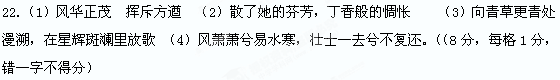 22.（1）风华正茂　挥斥方遒　（2）散了她的芬芳，丁香般的惆怅　　（3）向青草更青处
漫溯，在星辉斑斓里放歌（4）风萧萧兮易水寒，壮士一去兮不复还。（（8 分，每格 1 分，
错一字不得分）